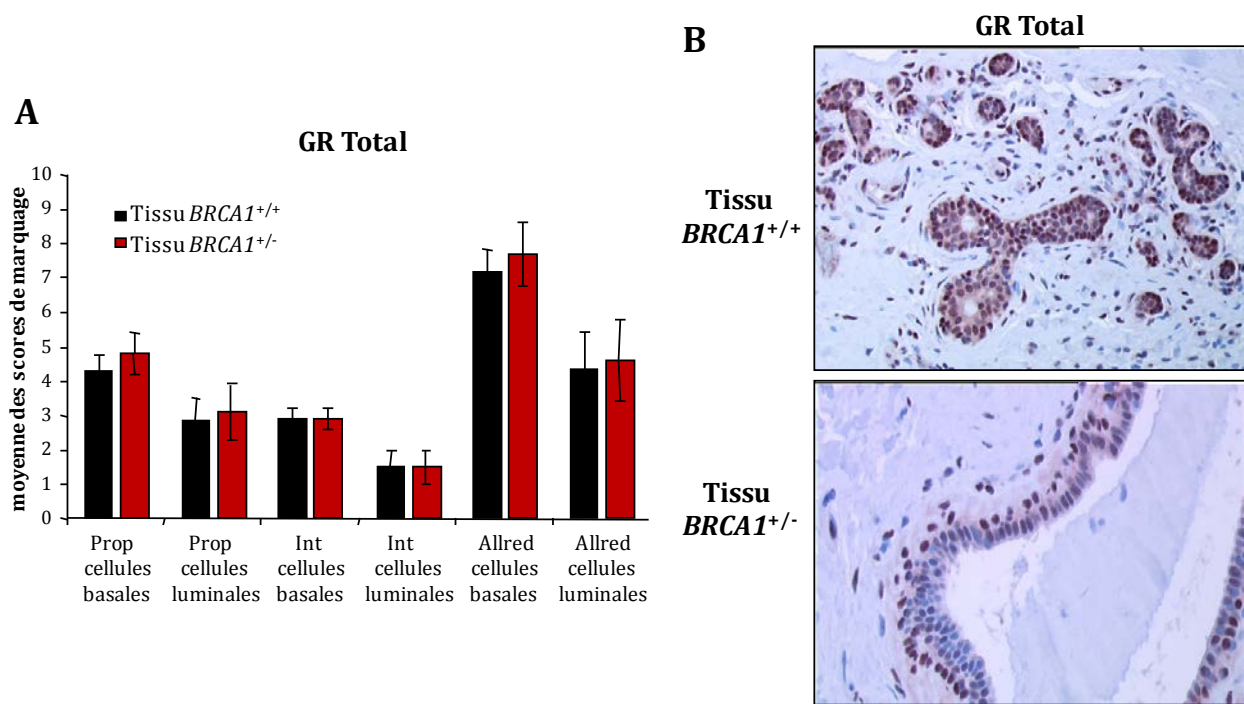 A
GR Total
moyenne des scores de marquage
10
9
8
7
6
5
4
3
2
1
0
Tissu BRCA1+/+
Tissu BRCA1+/-
Prop cellules basales
Prop cellules luminales
Int cellules basales
Int cellules luminales
Allred cellules basales
Allred cellules luminales
B
GR Total
Tissu
BRCA1+/+
Tissu
BRCA1+/-